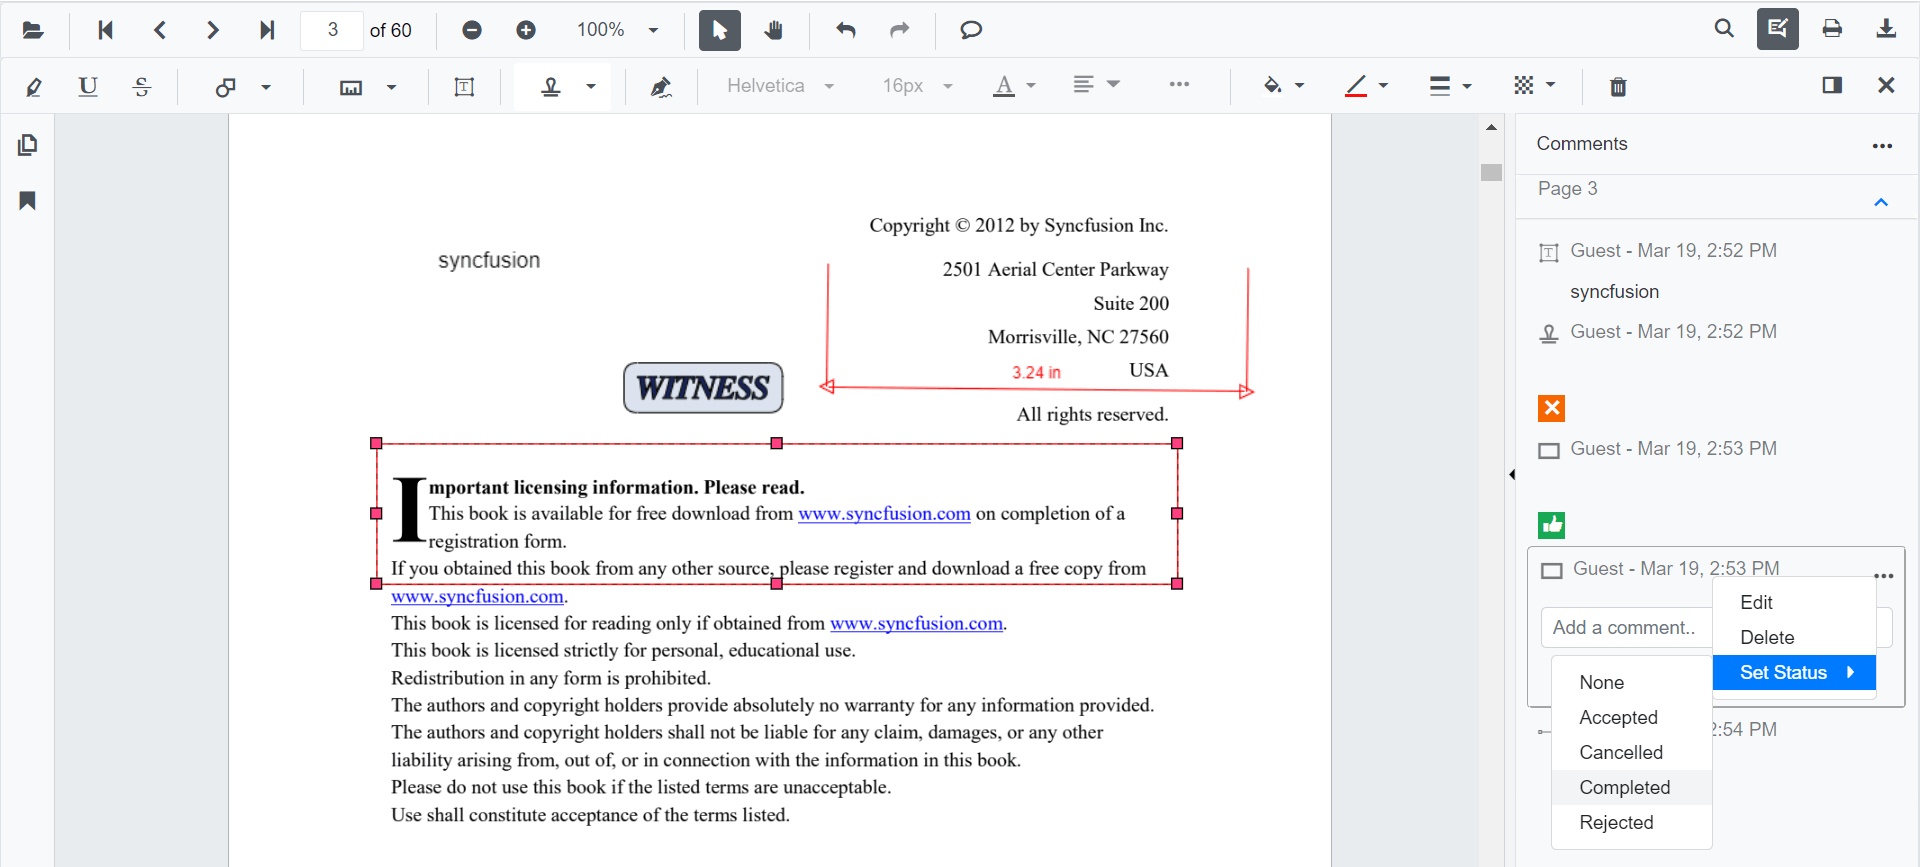 3 of 60 100%
U S T Helvetica 16px A
Comments
Page 3
Copyright © 2012 by Syncfusion Inc.
syncfusion
2501 Aerial Center Parkway
Suite 200
Morrisville, NC 27560
3.24 in USA
WITNESS
All rights reserved.
Important licensing information. Please read.
This book is available for free download from www.syncfusion.com on completion of a
registration form.
If you obtained this book from any other source, please register and download a free copy from
www.syncfusion.com.
This book is licensed for reading only if obtained from www.syncfusion.com.
This book is licensed strictly for personal, educational use.
Redistribution in any form is prohibited.
The authors and copyright holders provide absolutely no warranty for any information provided.
The authors and copyright holders shall not be liable for any claim, damages, or any other
liability arising from, out of, or in connection with the information in this book.
Please do not use this book if the listed terms are unacceptable.
Use shall constitute acceptance of the terms listed.
T Guest - Mar 19, 2:52 PM
syncfusion
Guest - Mar 19, 2:52 PM
Guest - Mar 19, 2:53 PM
Guest - Mar 19, 2:53 PM
Add a comment..
Edit
Delete
Set Status
None
Accepted
Cancelled
Completed
Rejected
2:54 PM